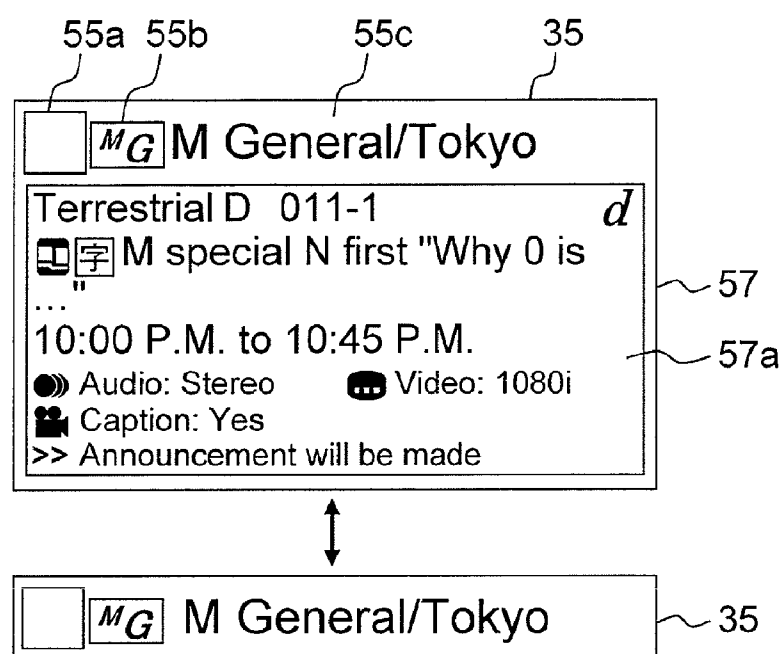 55a 55b 55c 35
MG M General/Tokyo
Terrestrial D 011-1 d
字 M special N first "Why 0 is
... "
57
10:00 P.M. to 10:45 P.M.
57a
Audio: Stereo Video: 1080i
Caption: Yes
>> Announcement will be made
MG M General/Tokyo 35